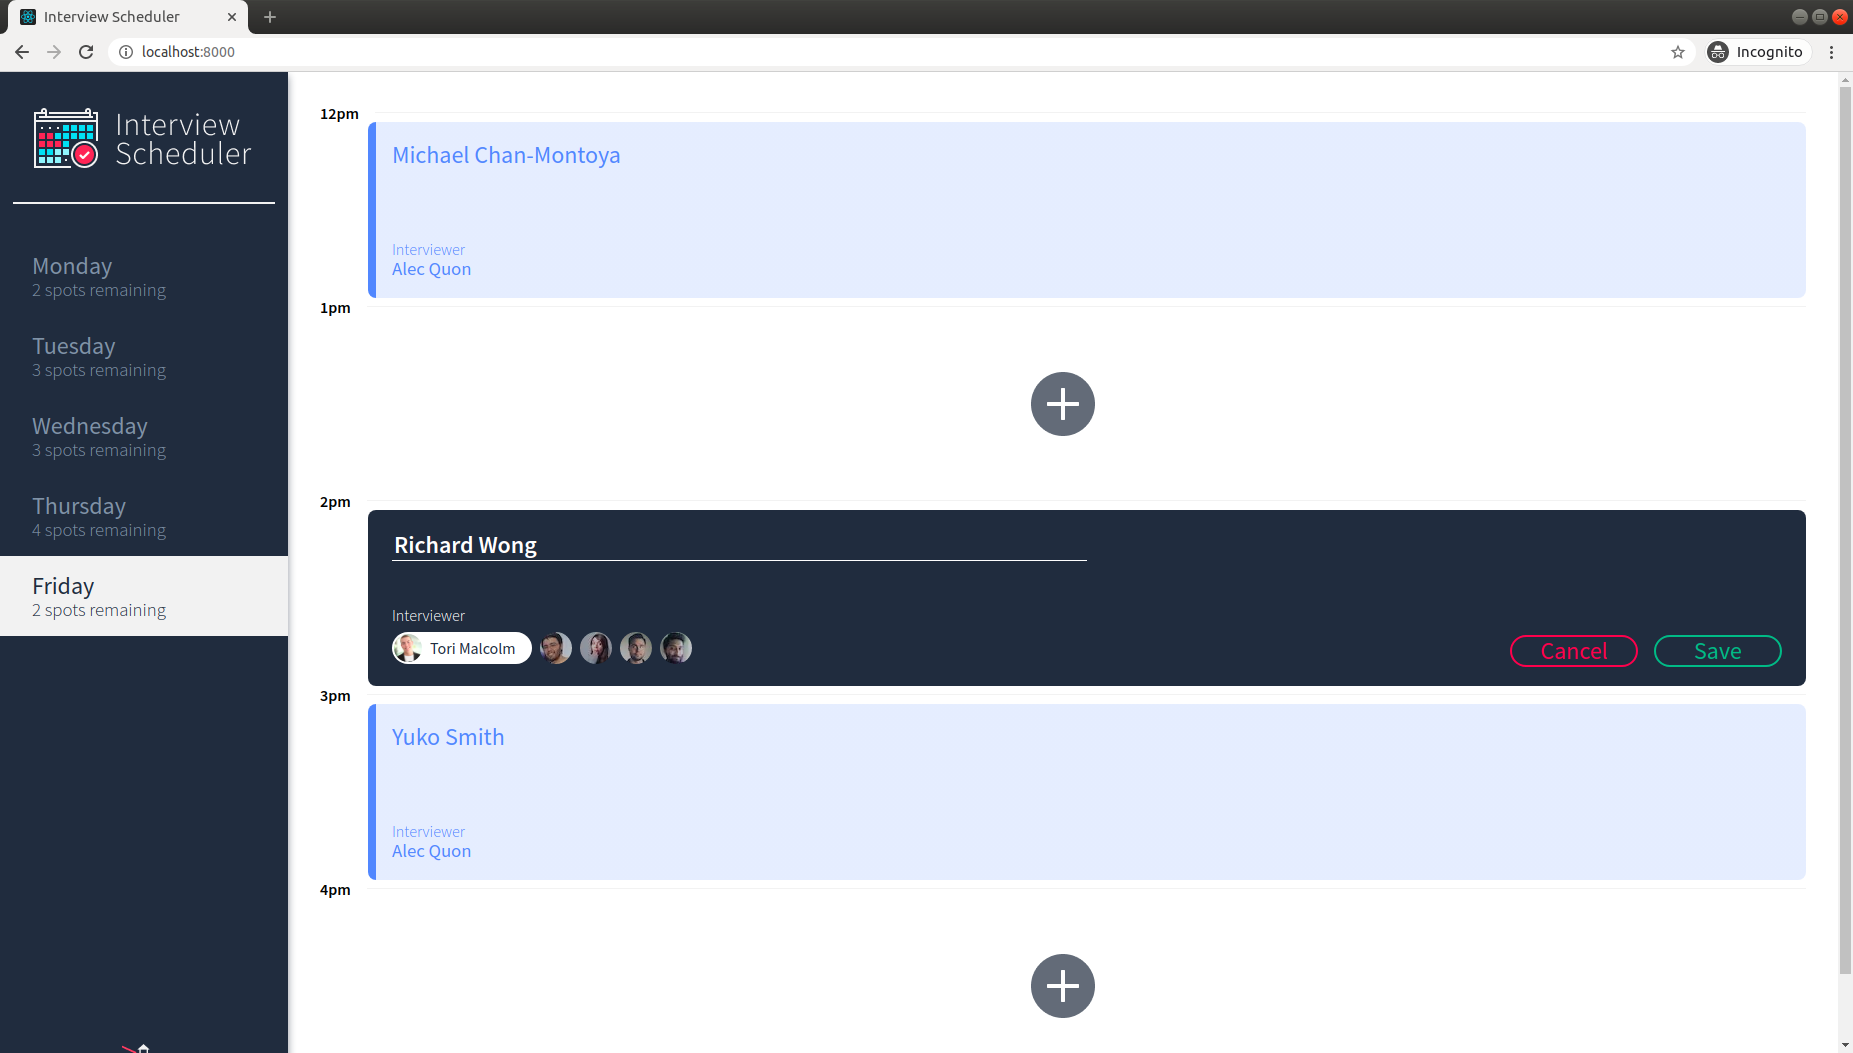 Interview Scheduler
localhost:8000
Incognito
Interview
Scheduler
Monday
2 spots remaining
Tuesday
3 spots remaining
Wednesday
3 spots remaining
Thursday
4 spots remaining
Friday
2 spots remaining
12pm
Michael Chan-Montoya
Interviewer
Alec Quon
1pm
2pm
Richard Wong
Interviewer
Tori Malcolm
Cancel
Save
3pm
Yuko Smith
Interviewer
Alec Quon
4pm